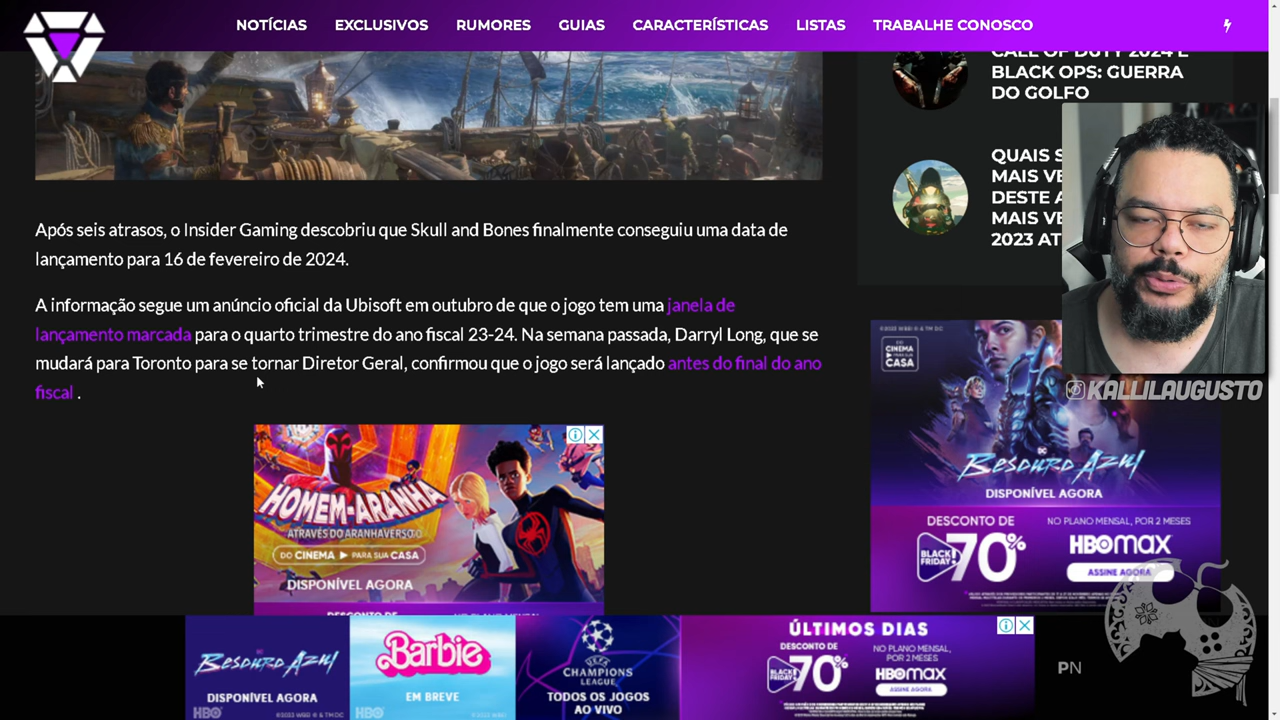 NOTÍCIAS EXCLUSIVOS RUMORES GUIAS CARACTERÍSTICAS LISTAS TRABALHE CONOSCO
CALL OF DUTY 2024 É
BLACK OPS: GUERRA
DO GOLFO
QUAIS S
MAIS VE
DESTE A
MAIS VE
2023 AT
Após seis atrasos, o Insider Gaming descobriu que Skull and Bones finalmente conseguiu uma data de
lançamento para 16 de fevereiro de 2024.
A informação segue um anúncio oficial da Ubisoft em outubro de que o jogo tem uma janela de
lançamento marcada para o quarto trimestre do ano fiscal 23-24. Na semana passada, Darryl Long, que se
mudará para Toronto para se tornar Diretor Geral, confirmou que o jogo será lançado antes do final do ano
fiscal .
KALLILAUGUSTO
HOMEM-ARANHA
ATRAVÉS DO ARANHAVERSO
DO CINEMA PARA SUA CASA
DISPONÍVEL AGORA
DO CINEMA
PARA SUA
CASA
DC
BESOURO AZUL
DISPONÍVEL AGORA
DESCONTO DE
BLACK FRIDAY 70%
NO PLANO MENSAL, POR 2 MESES
HBOMAX
ASSINE AGORA
BESOURO AZUL
DISPONÍVEL AGORA
HBO
Barbie
EM BREVE
HBO
UEFA
CHAMPIONS
LEAGUE
TODOS OS JOGOS
AO VIVO
ÚLTIMOS DIAS
DESCONTO DE
BLACK FRIDAY 70%
NO PLANO MENSAL,
POR 2 MESES
HBOMAX
ASSINE AGORA
PN